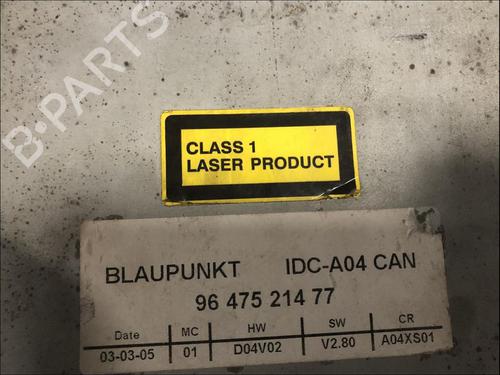 B-PARTS
CLASS 1
LASER PRODUCT
BLAUPUNKT IDC-A04 CAN
96 475 214 77
Date MC HW SW CR
03-03-05 01 D04V02 V2.80 A04XS01